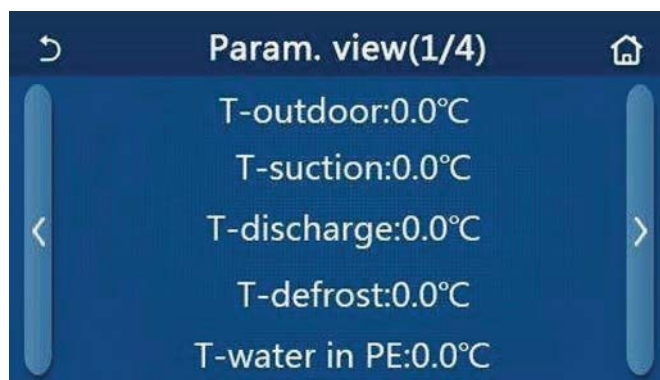 Param. view(1/4)
T-outdoor:0.0℃
T-suction:0.0℃
T-discharge:0.0℃
T-defrost:0.0℃
T-water in PE:0.0℃